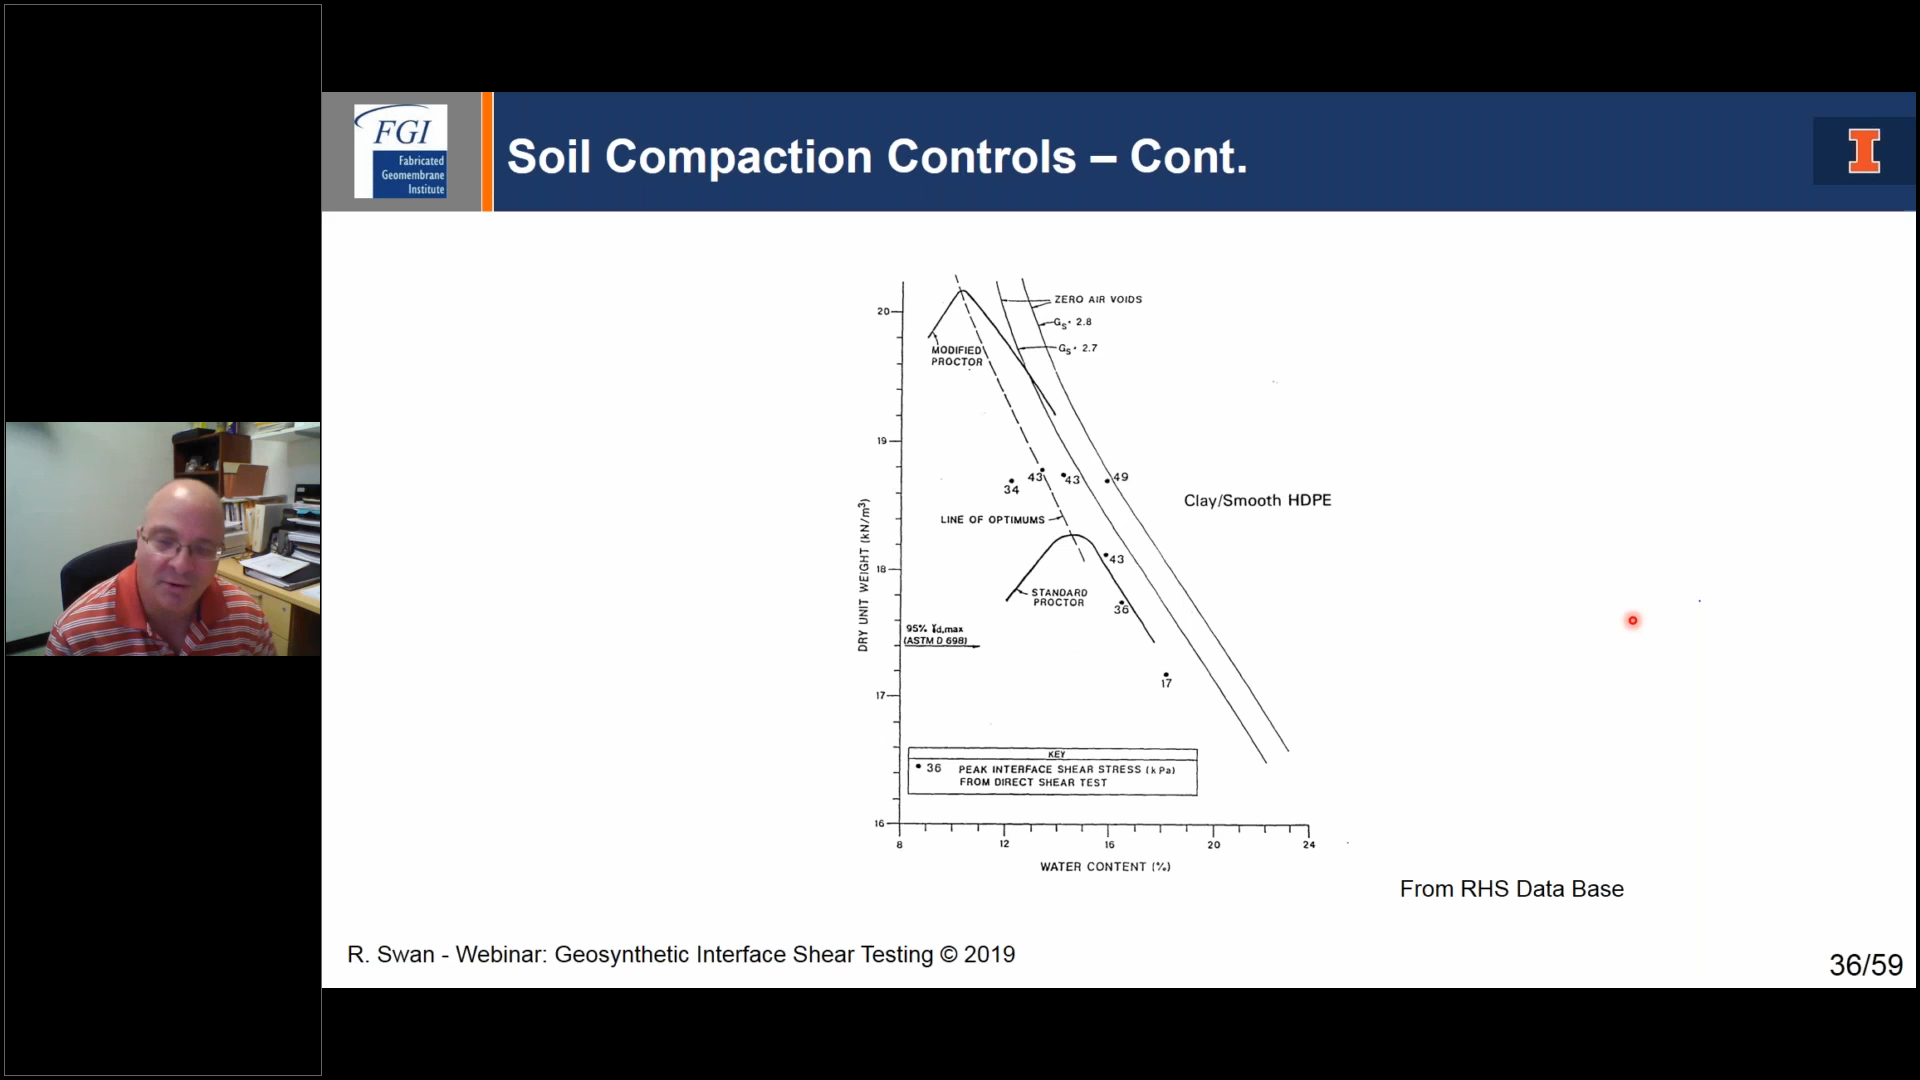 FGI
Fabricated
Geomembrane
Institute
Soil Compaction Controls – Cont.
I
20
19
18
17
16
DRY UNIT WEIGHT (kN/m³)
ZERO AIR VOIDS
Gs· 2.8
Gs· 2.7
MODIFIED
PROCTOR
34
43
43
49
LINE OF OPTIMUMS
Clay/Smooth HDPE
43
STANDARD
PROCTOR
36
95% γd,max
(ASTM D 698)
17
KEY
• 36 PEAK INTERFACE SHEAR STRESS (kPa)
FROM DIRECT SHEAR TEST
8 12 16 20 24
WATER CONTENT (%)
From RHS Data Base
R. Swan - Webinar: Geosynthetic Interface Shear Testing © 2019
36/59